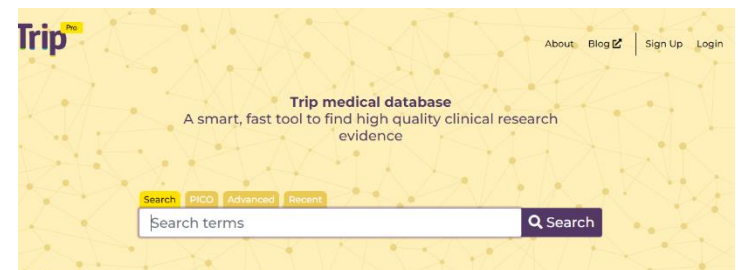 Trip Pro
About Blog Sign Up Login
Trip medical database
A smart, fast tool to find high quality clinical research
evidence
Search PICO Advanced Recent
Search terms
Search